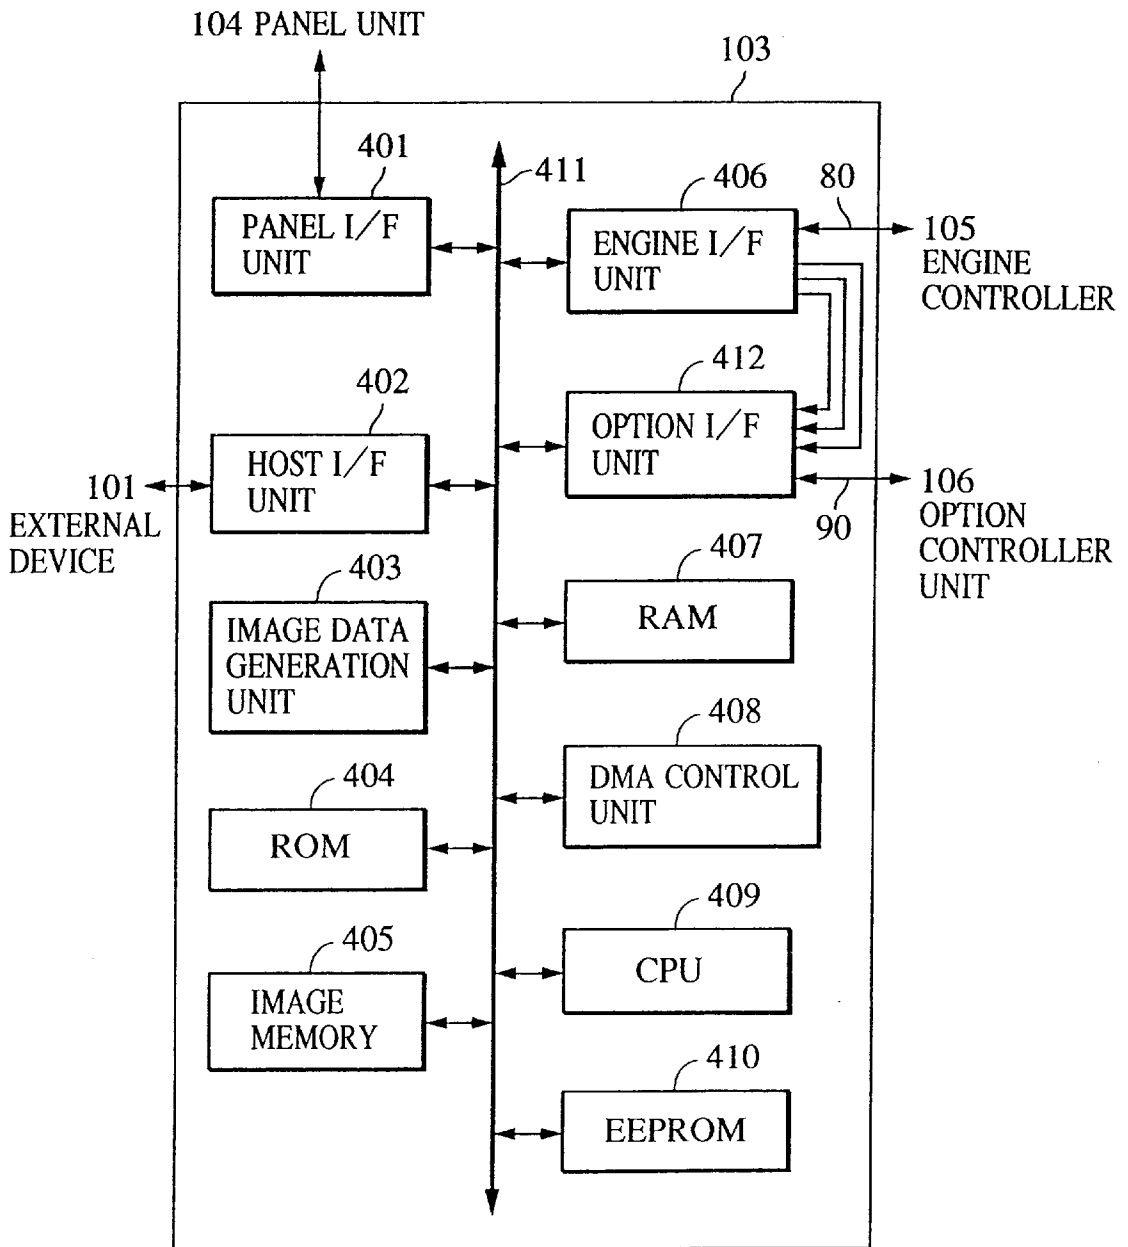 104 PANEL UNIT
103
401
411
406
80
PANEL I/F
UNIT
ENGINE I/F
UNIT
105
ENGINE
CONTROLLER
402
412
HOST I/F
UNIT
OPTION I/F
UNIT
101
EXTERNAL
DEVICE
90
106
OPTION
CONTROLLER
UNIT
403
407
IMAGE DATA
GENERATION
UNIT
RAM
408
404
DMA CONTROL
UNIT
ROM
405
409
IMAGE
MEMORY
CPU
410
EEPROM